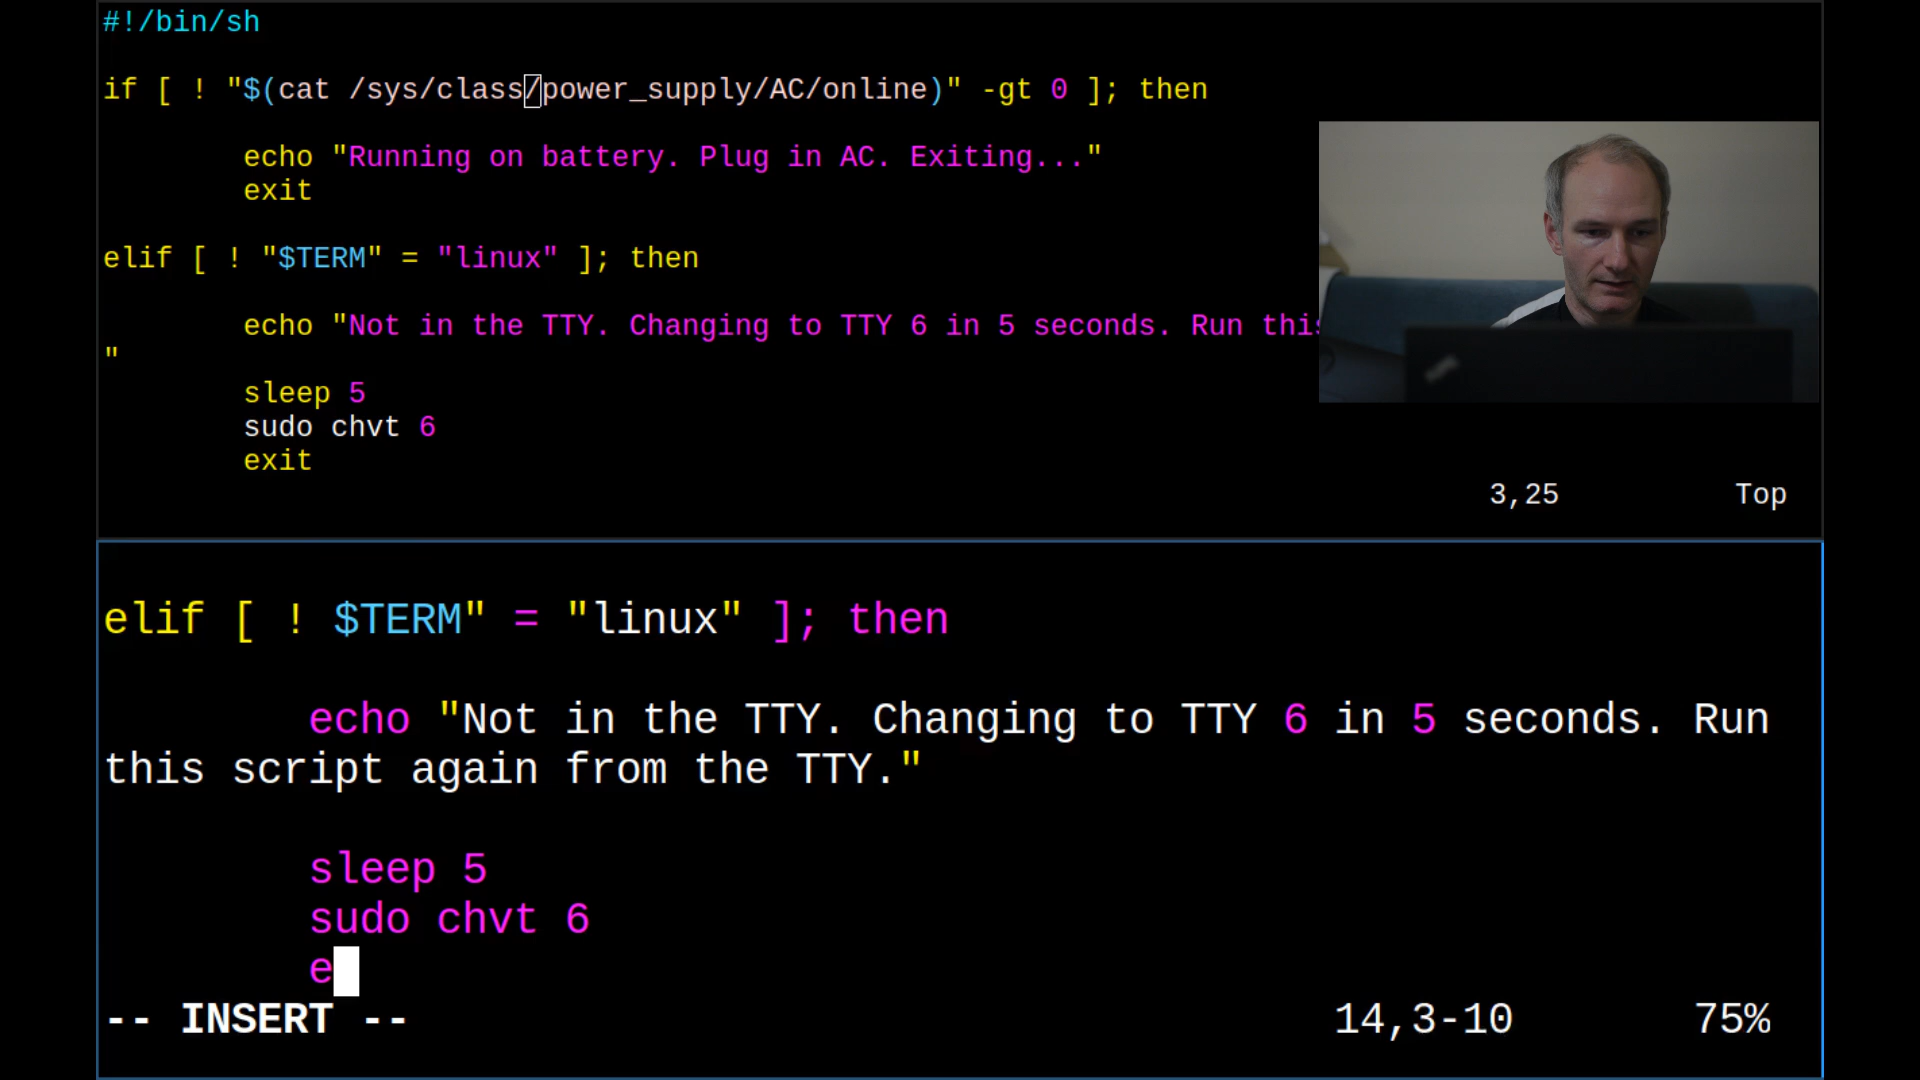 #!/bin/sh
if [ ! "$(cat /sys/class/power_supply/AC/online)" -gt 0 ]; then
echo "Running on battery. Plug in AC. Exiting..."
exit
elif [ ! "$TERM" = "linux" ]; then
echo "Not in the TTY. Changing to TTY 6 in 5 seconds. Run this
"
sleep 5
sudo chvt 6
exit
3,25 Top
elif [ ! $TERM" = "linux" ]; then
echo "Not in the TTY. Changing to TTY 6 in 5 seconds. Run
this script again from the TTY."
sleep 5
sudo chvt 6
e
-- INSERT -- 14,3-10 75%